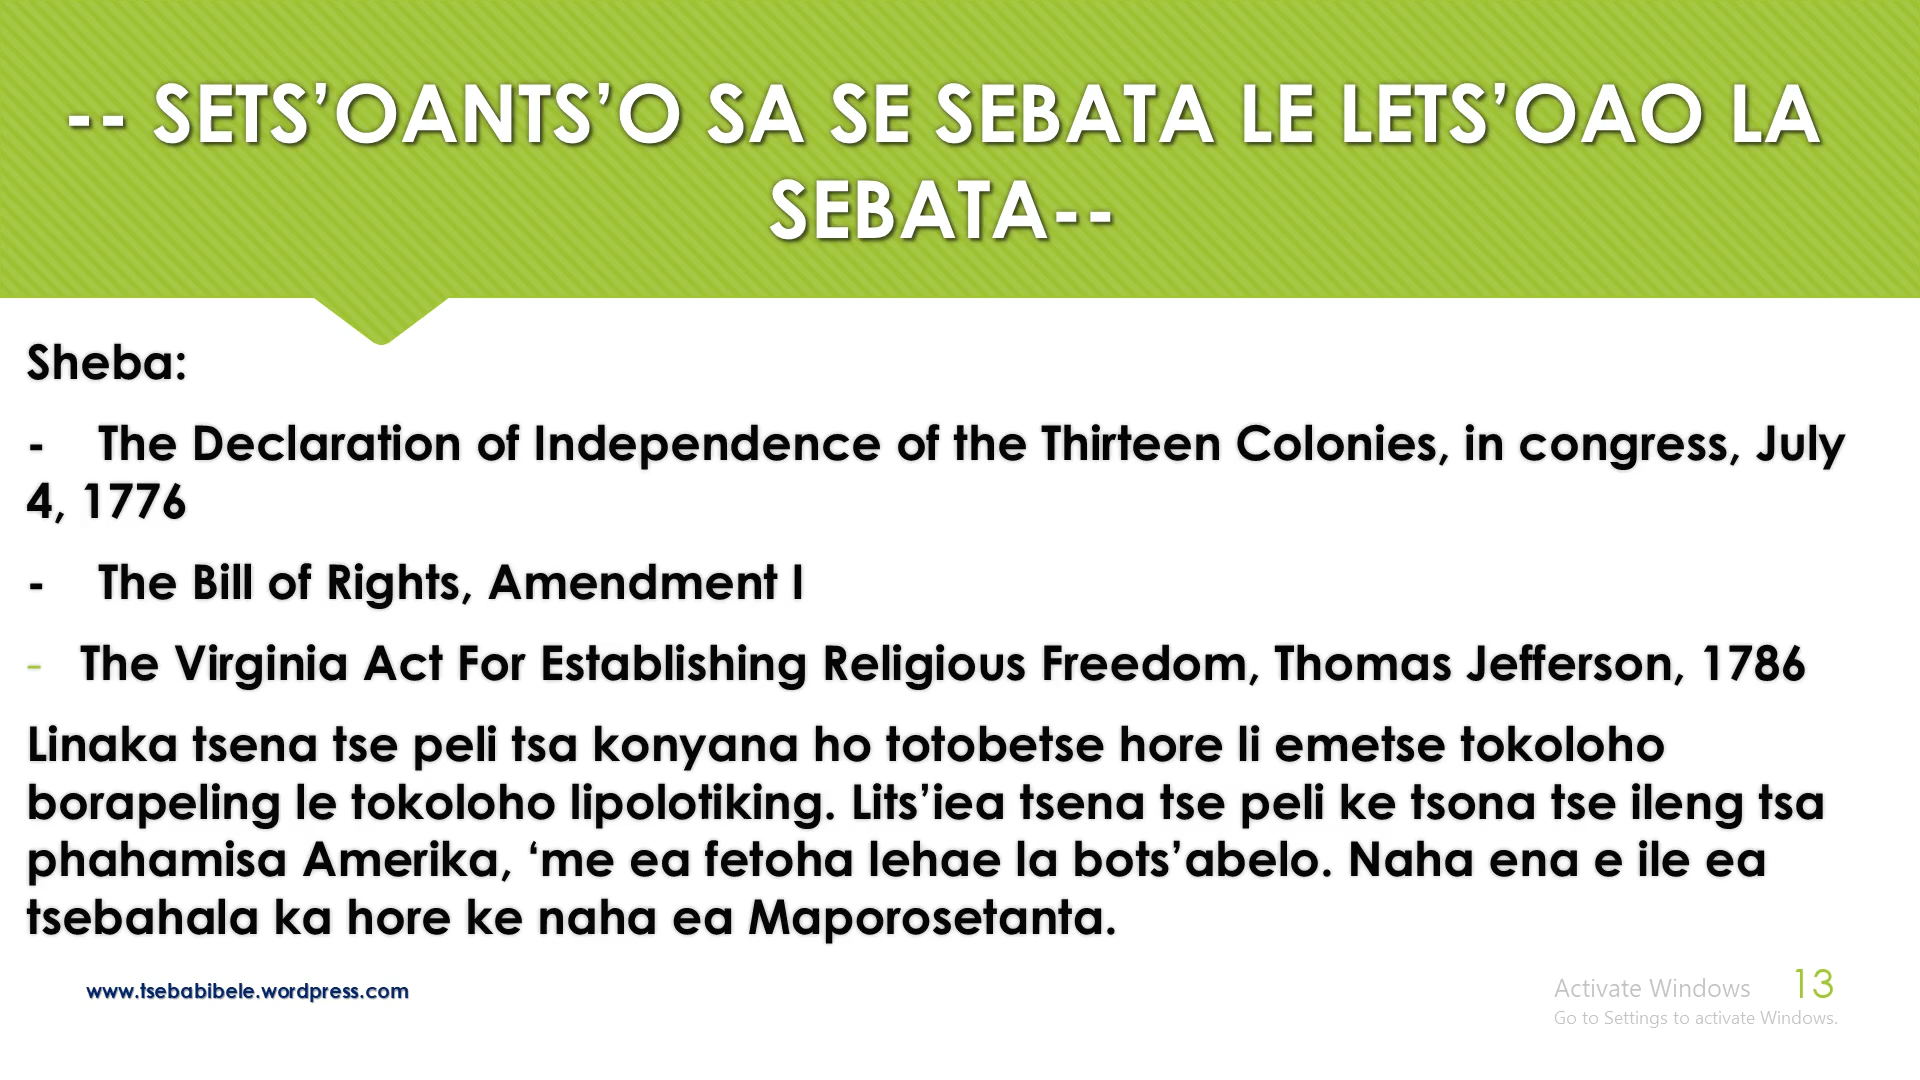 -- SETS’OANTS’O SA SE SEBATA LE LETS’OAO LA
SEBATA--
Sheba:
- The Declaration of Independence of the Thirteen Colonies, in congress, July
4, 1776
- The Bill of Rights, Amendment I
- The Virginia Act For Establishing Religious Freedom, Thomas Jefferson, 1786
Linaka tsena tse peli tsa konyana ho totobetse hore li emetse tokoloho
borapeling le tokoloho lipolotiking. Lits’iea tsena tse peli ke tsona tse ileng tsa
phahamisa Amerika, ‘me ea fetoha lehae la bots’abelo. Naha ena e ile ea
tsebahala ka hore ke naha ea Maporosetanta.
www.tsebabibele.wordpress.com
Activate Windows 13
Go to Settings to activate Windows.